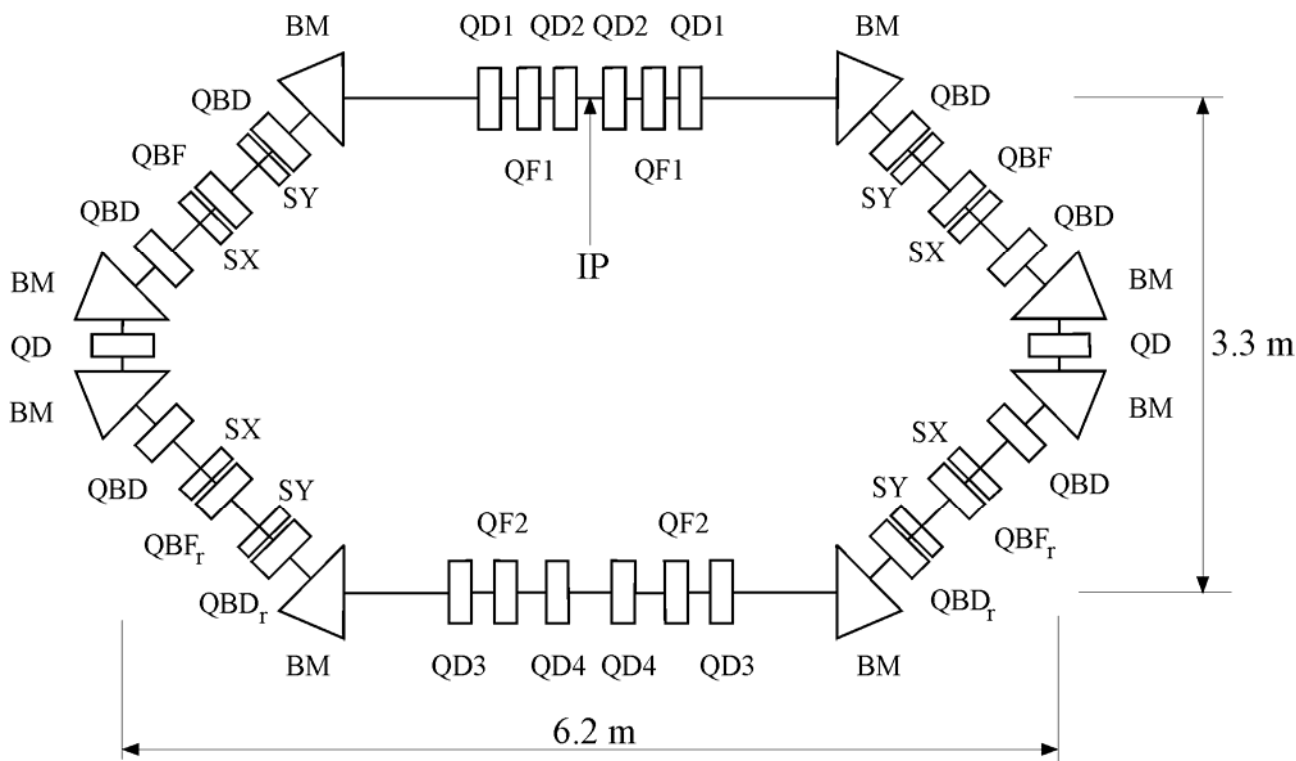 BM QD1 QD2 QD2 QD1 BM
QBD QBD
QBF QF1 QF1 QBF
SY SY
QBD QBD
SX IP SX
BM BM
QD QD 3.3 m
BM BM
SX SX
QBD SY SY QBD
QF2 QF2
QBFr QBFr
QBDr QBDr
BM QD3 QD4 QD4 QD3 BM
6.2 m